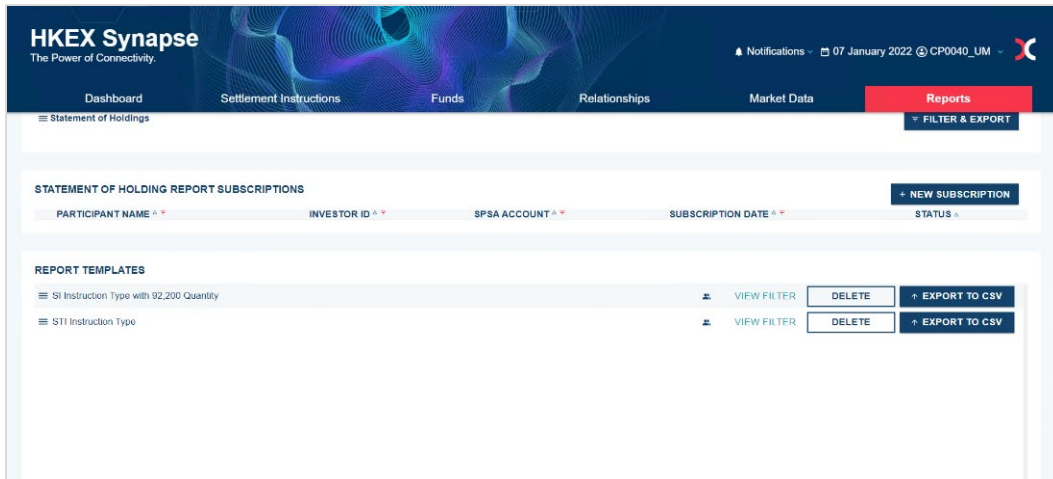 HKEX Synapse
The Power of Connectivity.
Notifications 07 January 2022 CP0040_UM
Dashboard Settlement Instructions Funds Relationships Market Data Reports
Statement of Holdings FILTER & EXPORT
STATEMENT OF HOLDING REPORT SUBSCRIPTIONS + NEW SUBSCRIPTION
PARTICIPANT NAME INVESTOR ID SPSA ACCOUNT SUBSCRIPTION DATE STATUS
REPORT TEMPLATES
SI Instruction Type with 92,200 Quantity VIEW FILTER DELETE ↑ EXPORT TO CSV
STI Instruction Type VIEW FILTER DELETE ↑ EXPORT TO CSV